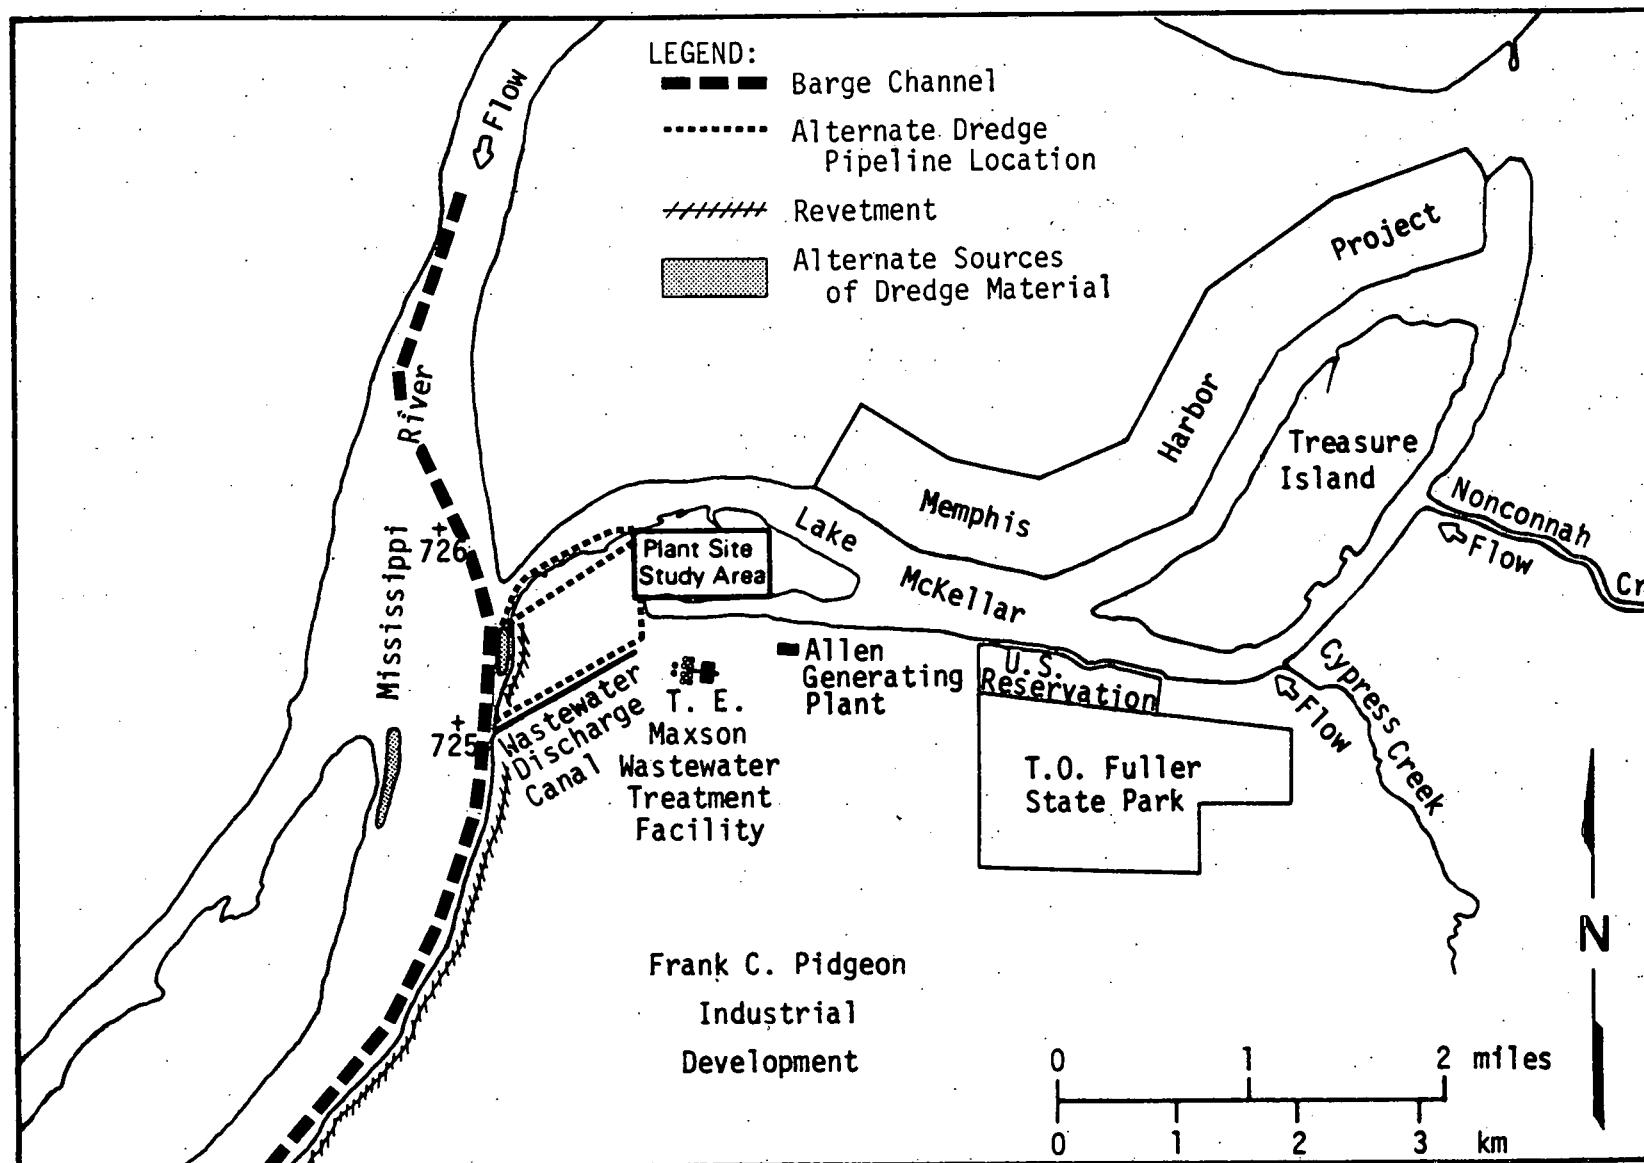 LEGEND:
Barge Channel
Alternate Dredge
Pipeline Location
Revetment
Alternate Sources
of Dredge Material
Flow
River
Mississippi
726
725
Project
Harbor
Memphis
Treasure
Island
Lake
McKellar
Nonconnah
Cr
Flow
Plant Site
Study Area
Allen
Generating
Plant
U.S.
Reservation
T.O. Fuller
State Park
Cypress Creek
Flow
Wastewater
Discharge
Canal
T. E.
Maxson
Wastewater
Treatment
Facility
Frank C. Pidgeon
Industrial
Development
N
0 1 2 miles
0 1 2 3 km